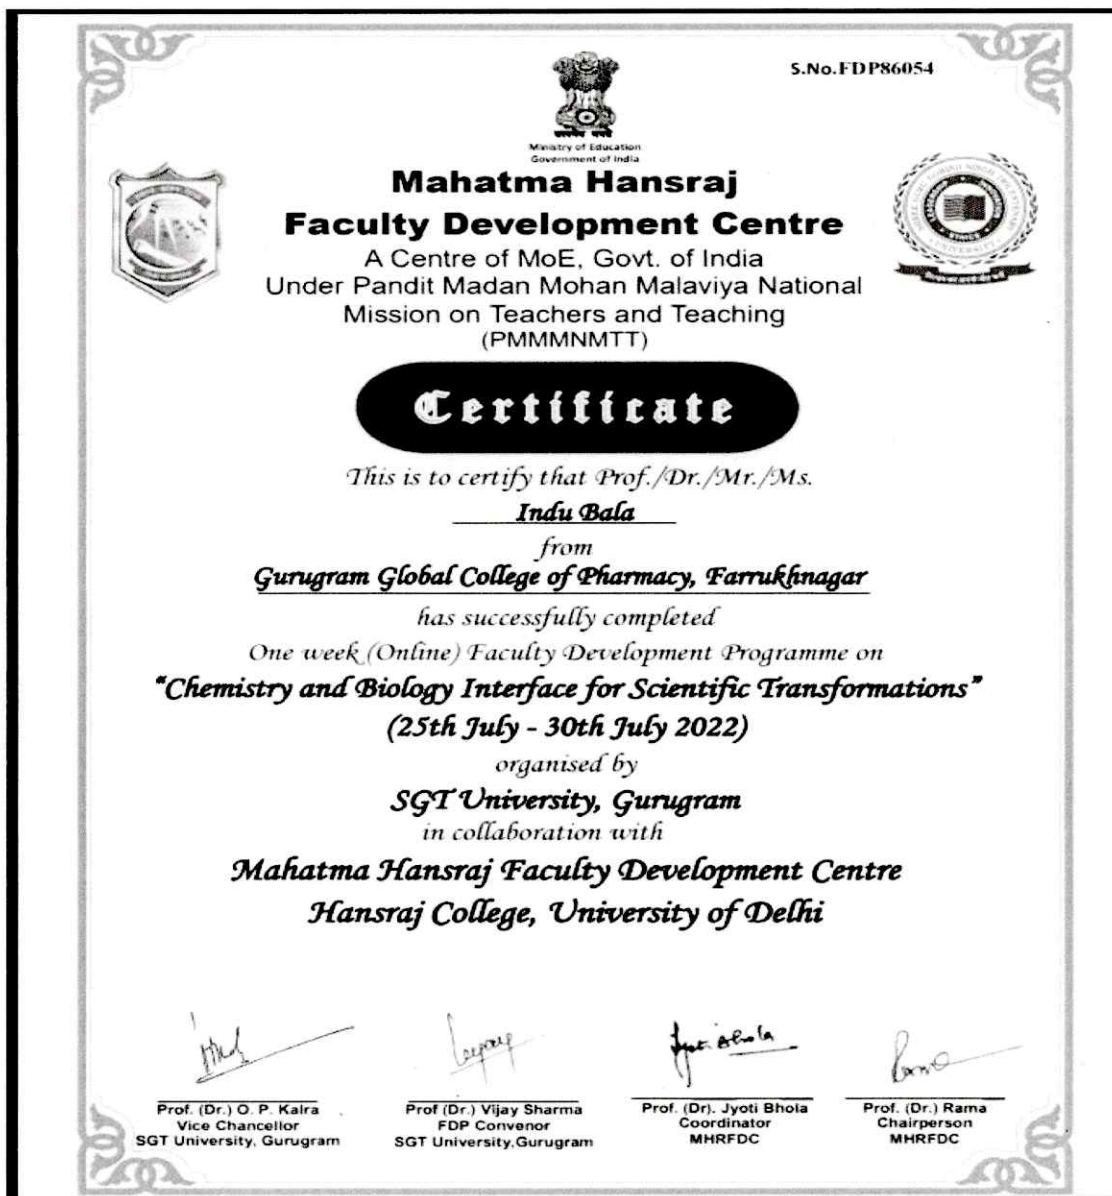 S.No.FDP86054
Ministry of Education
Government of India
Mahatma Hansraj
Faculty Development Centre
A Centre of MoE, Govt. of India
Under Pandit Madan Mohan Malaviya National
Mission on Teachers and Teaching
(PMMMNMTT)
Certificate
This is to certify that Prof./Dr./Mr./Ms.
Indu Bala
from
Gurugram Global College of Pharmacy, Farrukhnagar
has successfully completed
One week (Online) Faculty Development Programme on
"Chemistry and Biology Interface for Scientific Transformations"
(25th July - 30th July 2022)
organised by
SGT University, Gurugram
in collaboration with
Mahatma Hansraj Faculty Development Centre
Hansraj College, University of Delhi
Jyoti Bhola
Rama
Prof. (Dr.) O. P. Kalra
Vice Chancellor
SGT University, Gurugram
Prof (Dr.) Vijay Sharma
FDP Convenor
SGT University,Gurugram
Prof. (Dr). Jyoti Bhola
Coordinator
MHRFDC
Prof. (Dr.) Rama
Chairperson
MHRFDC